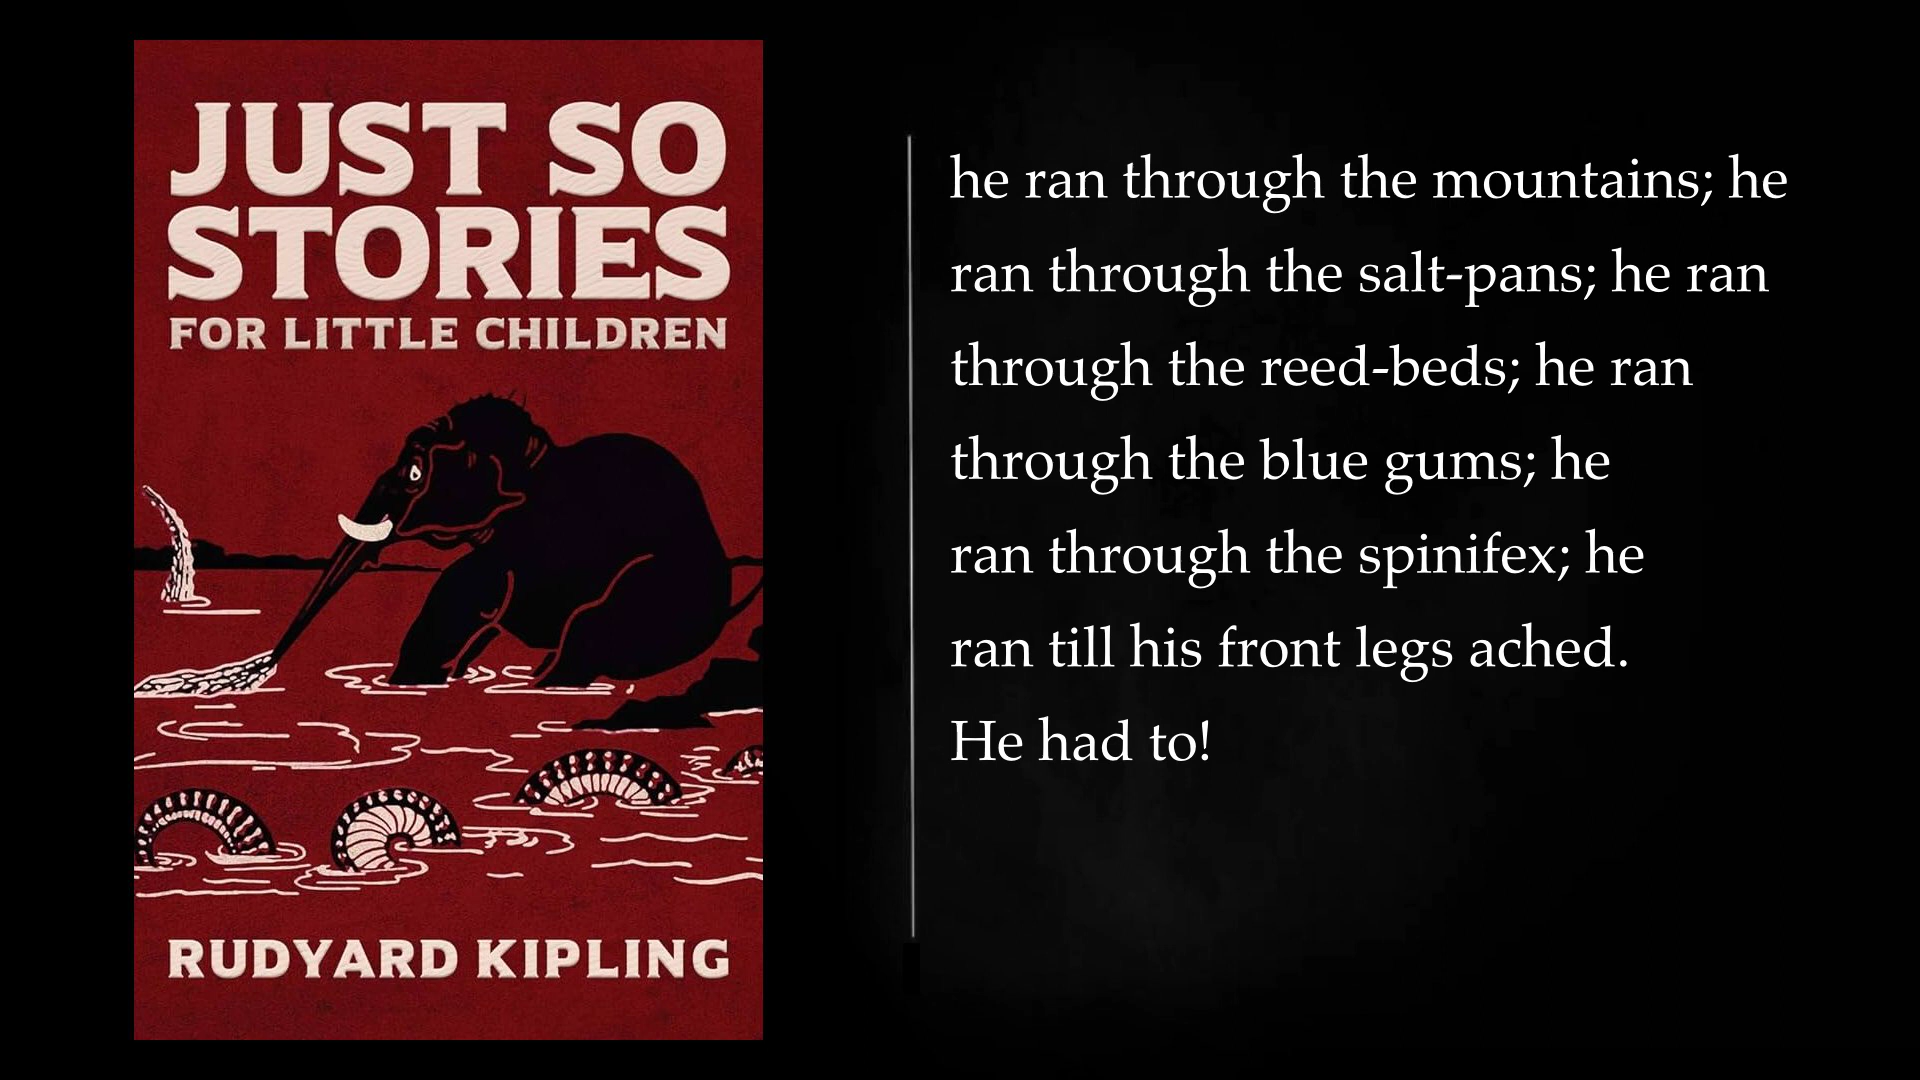 JUST SO
STORIES
FOR LITTLE CHILDREN
RUDYARD KIPLING
he ran through the mountains; he
ran through the salt-pans; he ran
through the reed-beds; he ran
through the blue gums; he
ran through the spinifex; he
ran till his front legs ached.
He had to!